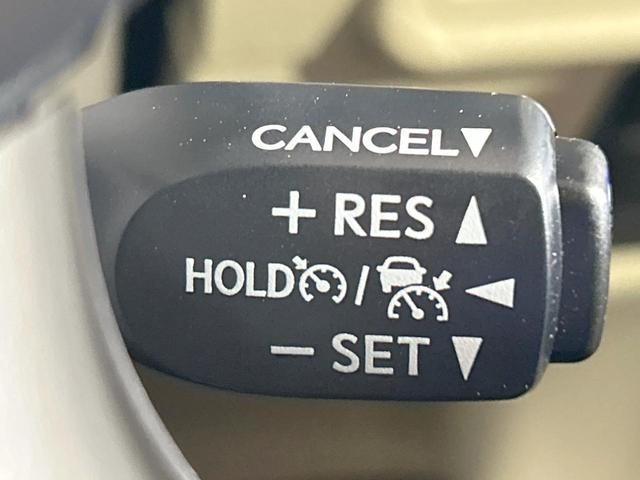 CANCEL▼
+ RES ▲
HOLD / ◀
− SET ▼